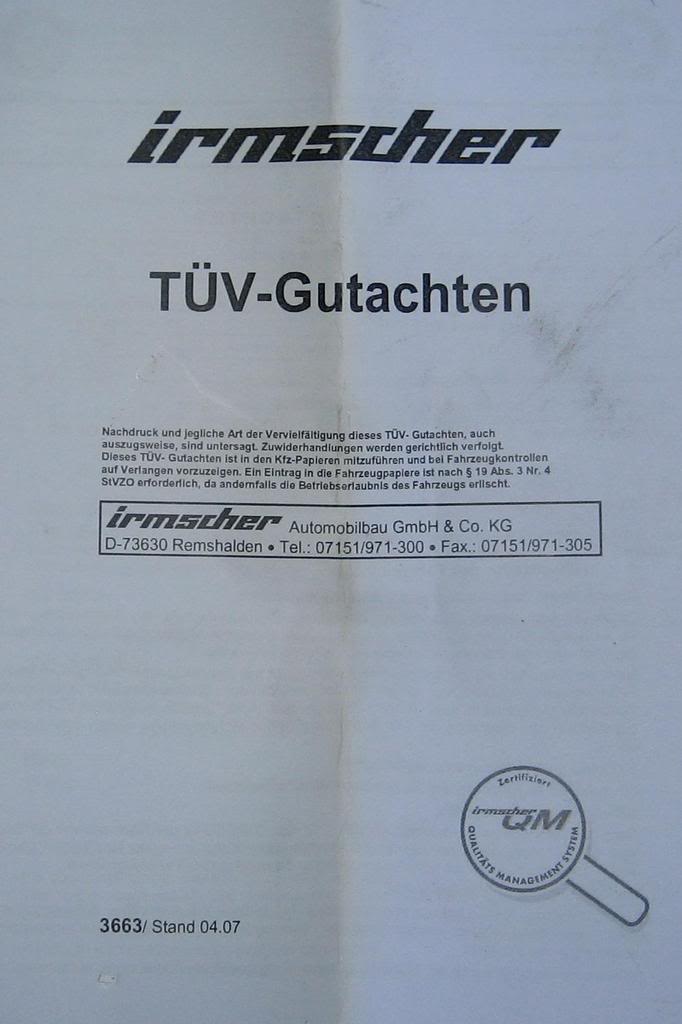 irmscher
TÜV-Gutachten
Nachdruck und jegliche Art der Vervielfältigung dieses TÜV- Gutachten, auch
auszugsweise, sind untersagt. Zuwiderhandlungen werden gerichtlich verfolgt.
Dieses TÜV- Gutachten ist in den Kfz-Papieren mitzuführen und bei Fahrzeugkontrollen
auf Verlangen vorzuzeigen. Ein Eintrag in die Fahrzeugpapiere ist nach § 19 Abs. 3 Nr. 4
StVZO erforderlich, da andernfalls die Betriebserlaubnis des Fahrzeugs erlischt.
irmscher Automobilbau GmbH & Co. KG
D-73630 Remshalden • Tel.: 07151/971-300 • Fax.: 07151/971-305
Zertifiziert
irmscher
QM
QUALITÄTS MANAGEMENT SYSTEM
3663/ Stand 04.07